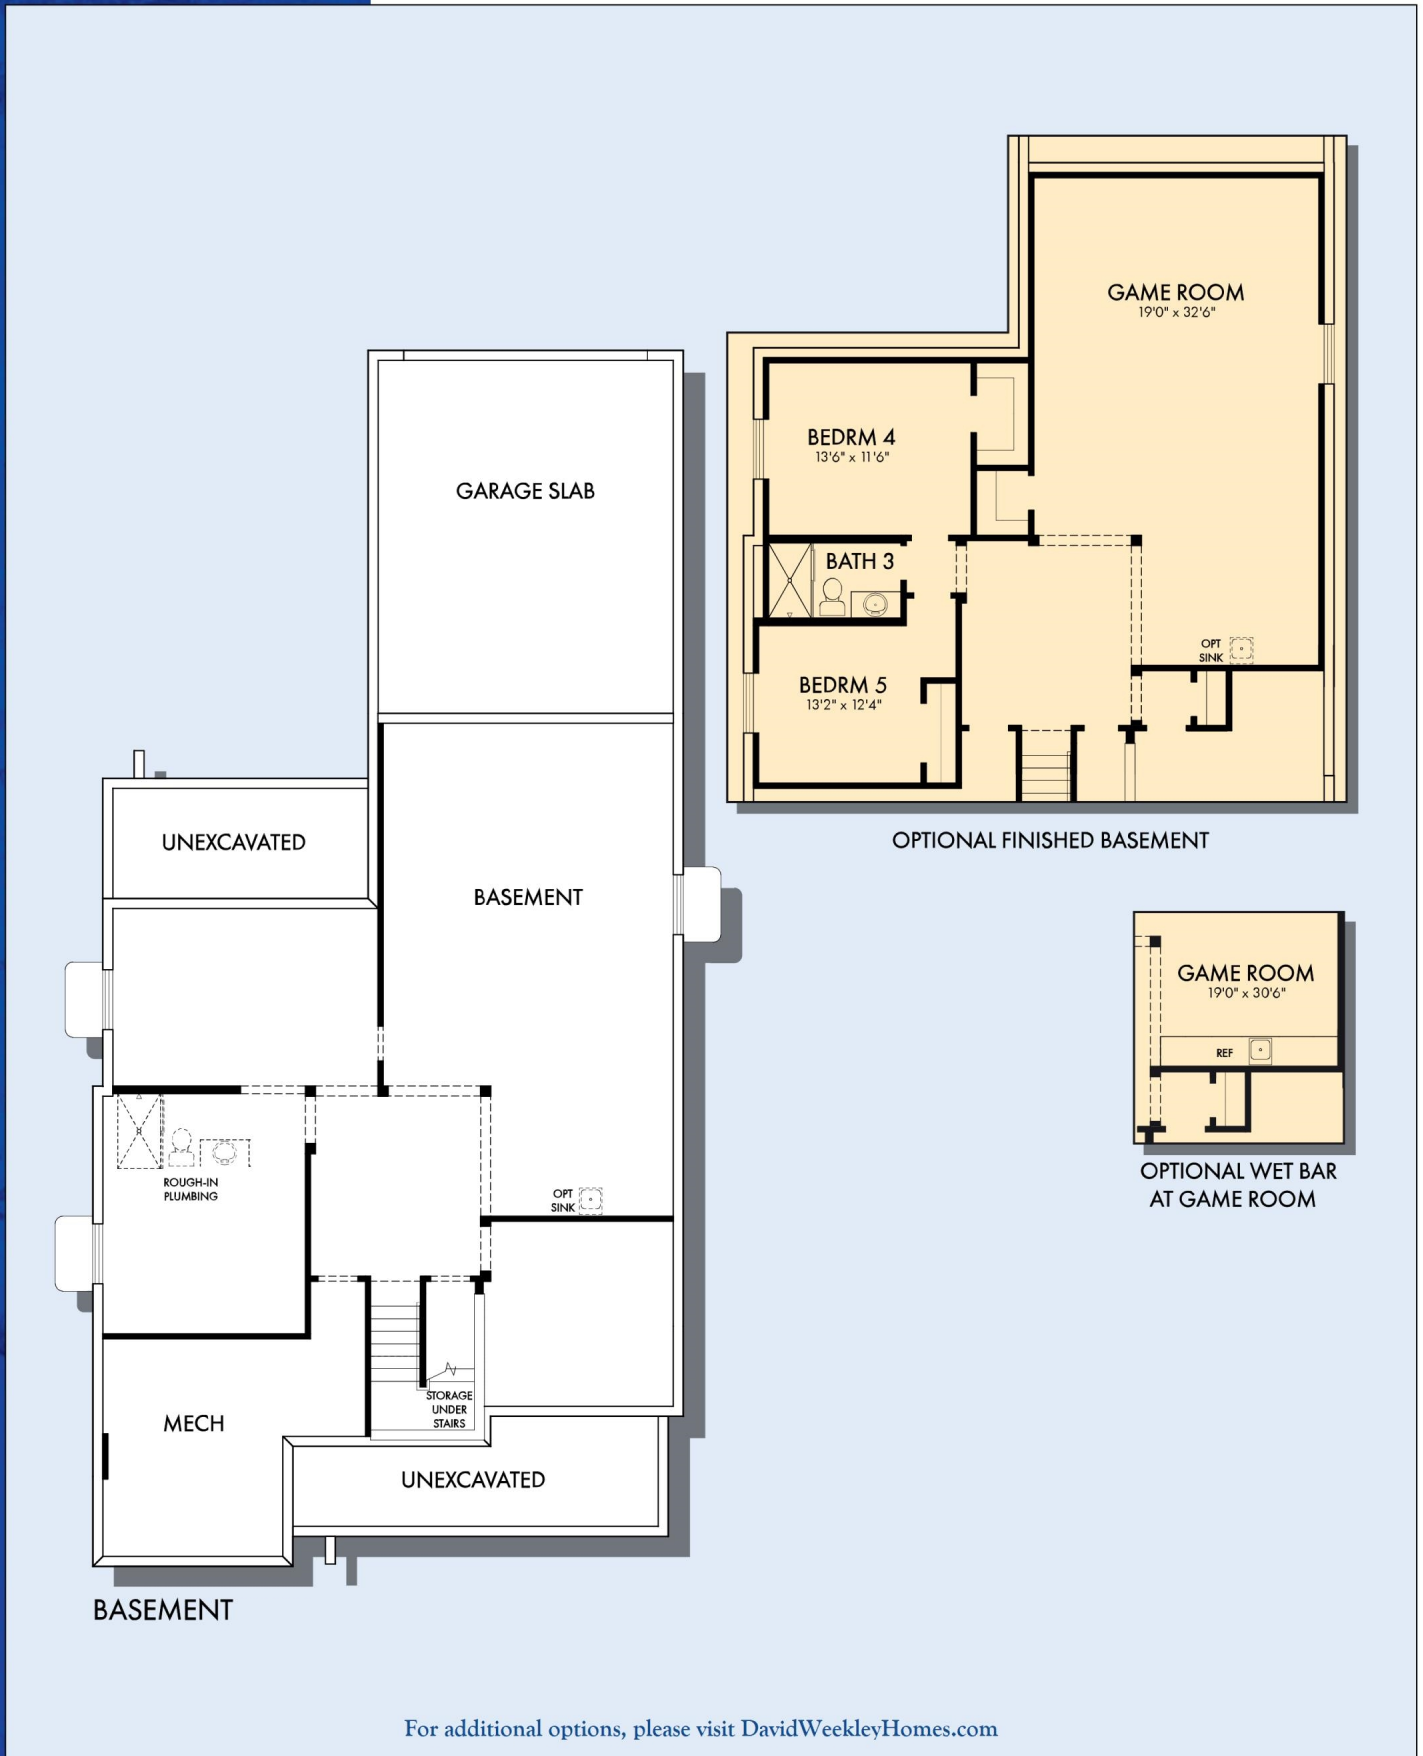 GAME ROOM
19'0" x 32'6"
BEDRM 4
13'6" x 11'6"
BATH 3
OPT
SINK
BEDRM 5
13'2" x 12'4"
OPTIONAL FINISHED BASEMENT
GARAGE SLAB
UNEXCAVATED
BASEMENT
ROUGH-IN
PLUMBING
OPT
SINK
STORAGE
UNDER
STAIRS
MECH
UNEXCAVATED
BASEMENT
GAME ROOM
19'0" x 30'6"
REF
OPTIONAL WET BAR
AT GAME ROOM
For additional options, please visit DavidWeekleyHomes.com